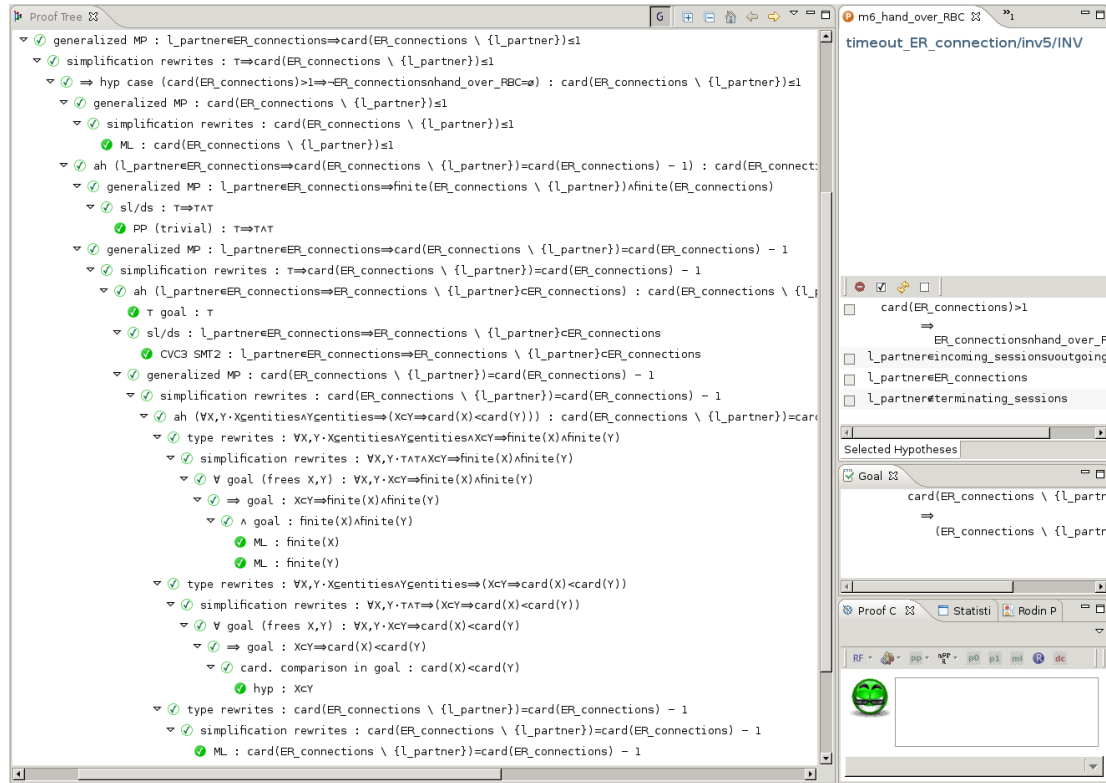 Proof Tree
G
generalized MP : l_partner∈ER_connections⇒card(ER_connections \ {l_partner})≤1
simplification rewrites : ⊤⇒card(ER_connections \ {l_partner})≤1
⇒ hyp case (card(ER_connections)>1⇒¬ER_connections∩hand_over_RBC=∅) : card(ER_connections \ {l_partner})≤1
generalized MP : card(ER_connections \ {l_partner})≤1
simplification rewrites : card(ER_connections \ {l_partner})≤1
ML : card(ER_connections \ {l_partner})≤1
ah (l_partner∈ER_connections⇒card(ER_connections \ {l_partner})=card(ER_connections) − 1) : card(ER_connecti
generalized MP : l_partner∈ER_connections⇒finite(ER_connections \ {l_partner})∧finite(ER_connections)
sl/ds : ⊤⇒⊤∧⊤
PP (trivial) : ⊤⇒⊤∧⊤
generalized MP : l_partner∈ER_connections⇒card(ER_connections \ {l_partner})=card(ER_connections) − 1
simplification rewrites : ⊤⇒card(ER_connections \ {l_partner})=card(ER_connections) − 1
ah (l_partner∈ER_connections⇒ER_connections \ {l_partner}⊂ER_connections) : card(ER_connections \ {l_p
⊤ goal : ⊤
sl/ds : l_partner∈ER_connections⇒ER_connections \ {l_partner}⊂ER_connections
CVC3 SMT2 : l_partner∈ER_connections⇒ER_connections \ {l_partner}⊂ER_connections
generalized MP : card(ER_connections \ {l_partner})=card(ER_connections) − 1
simplification rewrites : card(ER_connections \ {l_partner})=card(ER_connections) − 1
ah (∀X,Y·X⊆entities∧Y⊆entities⇒(X⊂Y⇒card(X)<card(Y))) : card(ER_connections \ {l_partner})=card
type rewrites : ∀X,Y·X⊆entities∧Y⊆entities∧X⊂Y⇒finite(X)∧finite(Y)
simplification rewrites : ∀X,Y·⊤∧⊤∧X⊂Y⇒finite(X)∧finite(Y)
∀ goal (frees X,Y) : ∀X,Y·X⊂Y⇒finite(X)∧finite(Y)
⇒ goal : X⊂Y⇒finite(X)∧finite(Y)
∧ goal : finite(X)∧finite(Y)
ML : finite(X)
ML : finite(Y)
type rewrites : ∀X,Y·X⊆entities∧Y⊆entities⇒(X⊂Y⇒card(X)<card(Y))
simplification rewrites : ∀X,Y·⊤∧⊤⇒(X⊂Y⇒card(X)<card(Y))
∀ goal (frees X,Y) : ∀X,Y·X⊂Y⇒card(X)<card(Y)
⇒ goal : X⊂Y⇒card(X)<card(Y)
card. comparison in goal : card(X)<card(Y)
hyp : X⊂Y
type rewrites : card(ER_connections \ {l_partner})=card(ER_connections) − 1
simplification rewrites : card(ER_connections \ {l_partner})=card(ER_connections) − 1
ML : card(ER_connections \ {l_partner})=card(ER_connections) − 1
m6_hand_over_RBC »1
timeout_ER_connection/inv5/INV
card(ER_connections)>1
⇒
ER_connections∩hand_over_R
l_partner∈incoming_sessions∪outgoing
l_partner∈ER_connections
l_partner∉terminating_sessions
Selected Hypotheses
Goal
card(ER_connections \ {l_partn
⇒
(ER_connections \ {l_partn
Proof C Statisti Rodin P
RF pp nPP R p0 p1 ml R dc